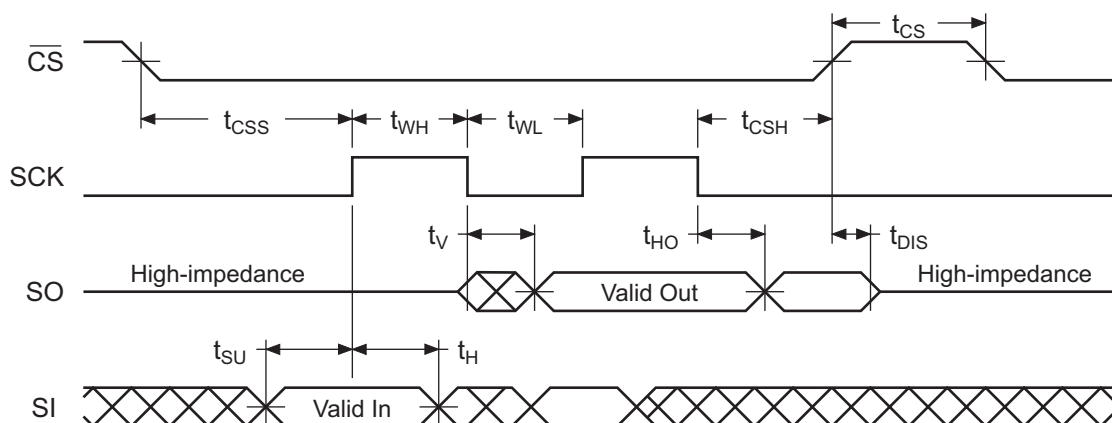 t_CS
C̅S̅
t_CSS t_WH t_WL t_CSH
SCK
t_V t_HO t_DIS
High-impedance High-impedance
SO Valid Out
t_SU t_H
SI Valid In